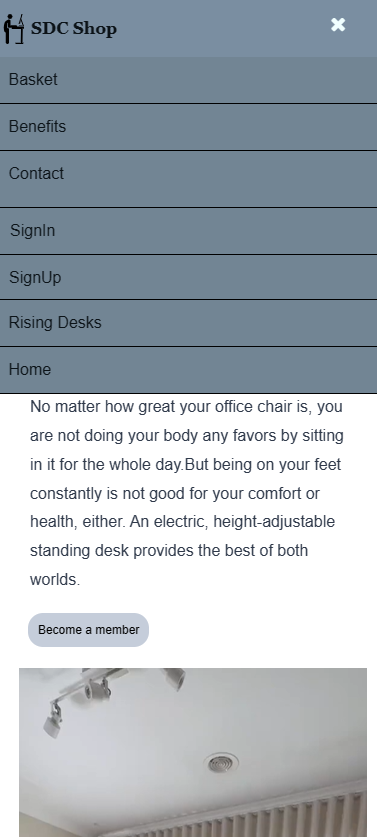 SDC Shop
Basket
Benefits
Contact
SignIn
SignUp
Rising Desks
Home
No matter how great your office chair is, you
are not doing your body any favors by sitting
in it for the whole day.But being on your feet
constantly is not good for your comfort or
health, either. An electric, height-adjustable
standing desk provides the best of both
worlds.
Become a member